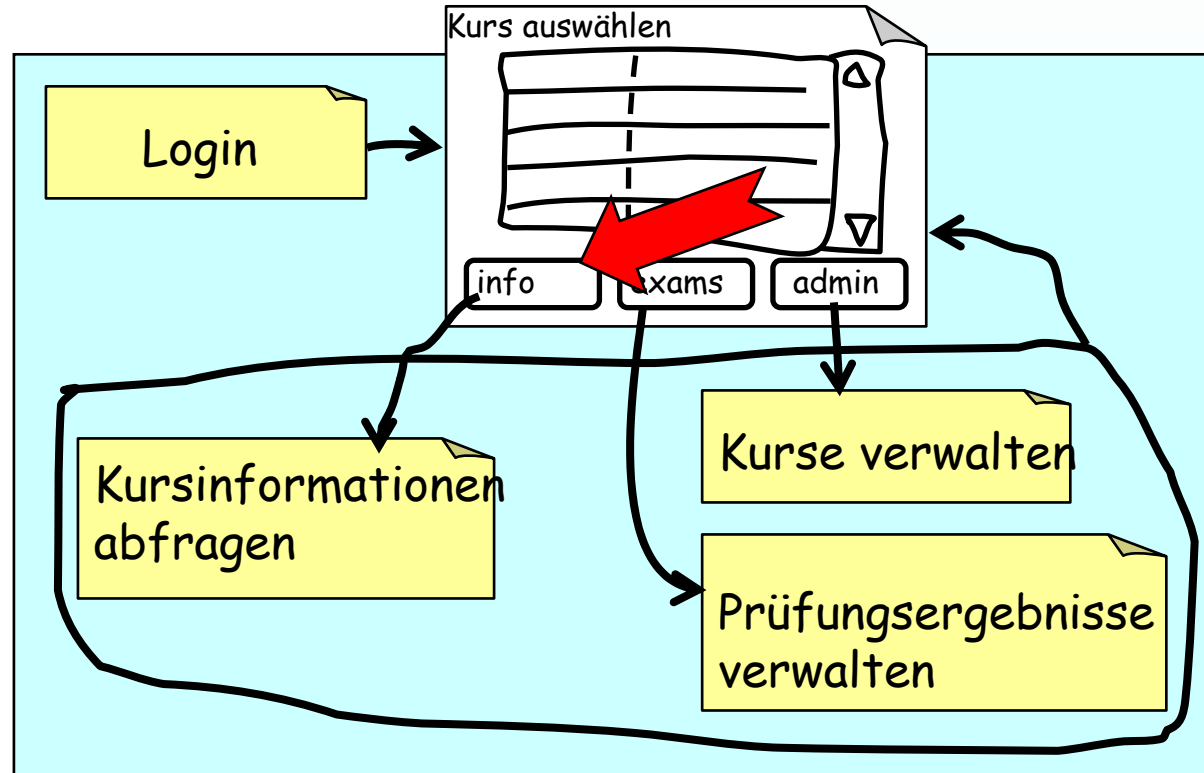 Kurs auswählen
Login
info
exams
admin
Kurse verwalten
Kursinformationen
abfragen
Prüfungsergebnisse
verwalten